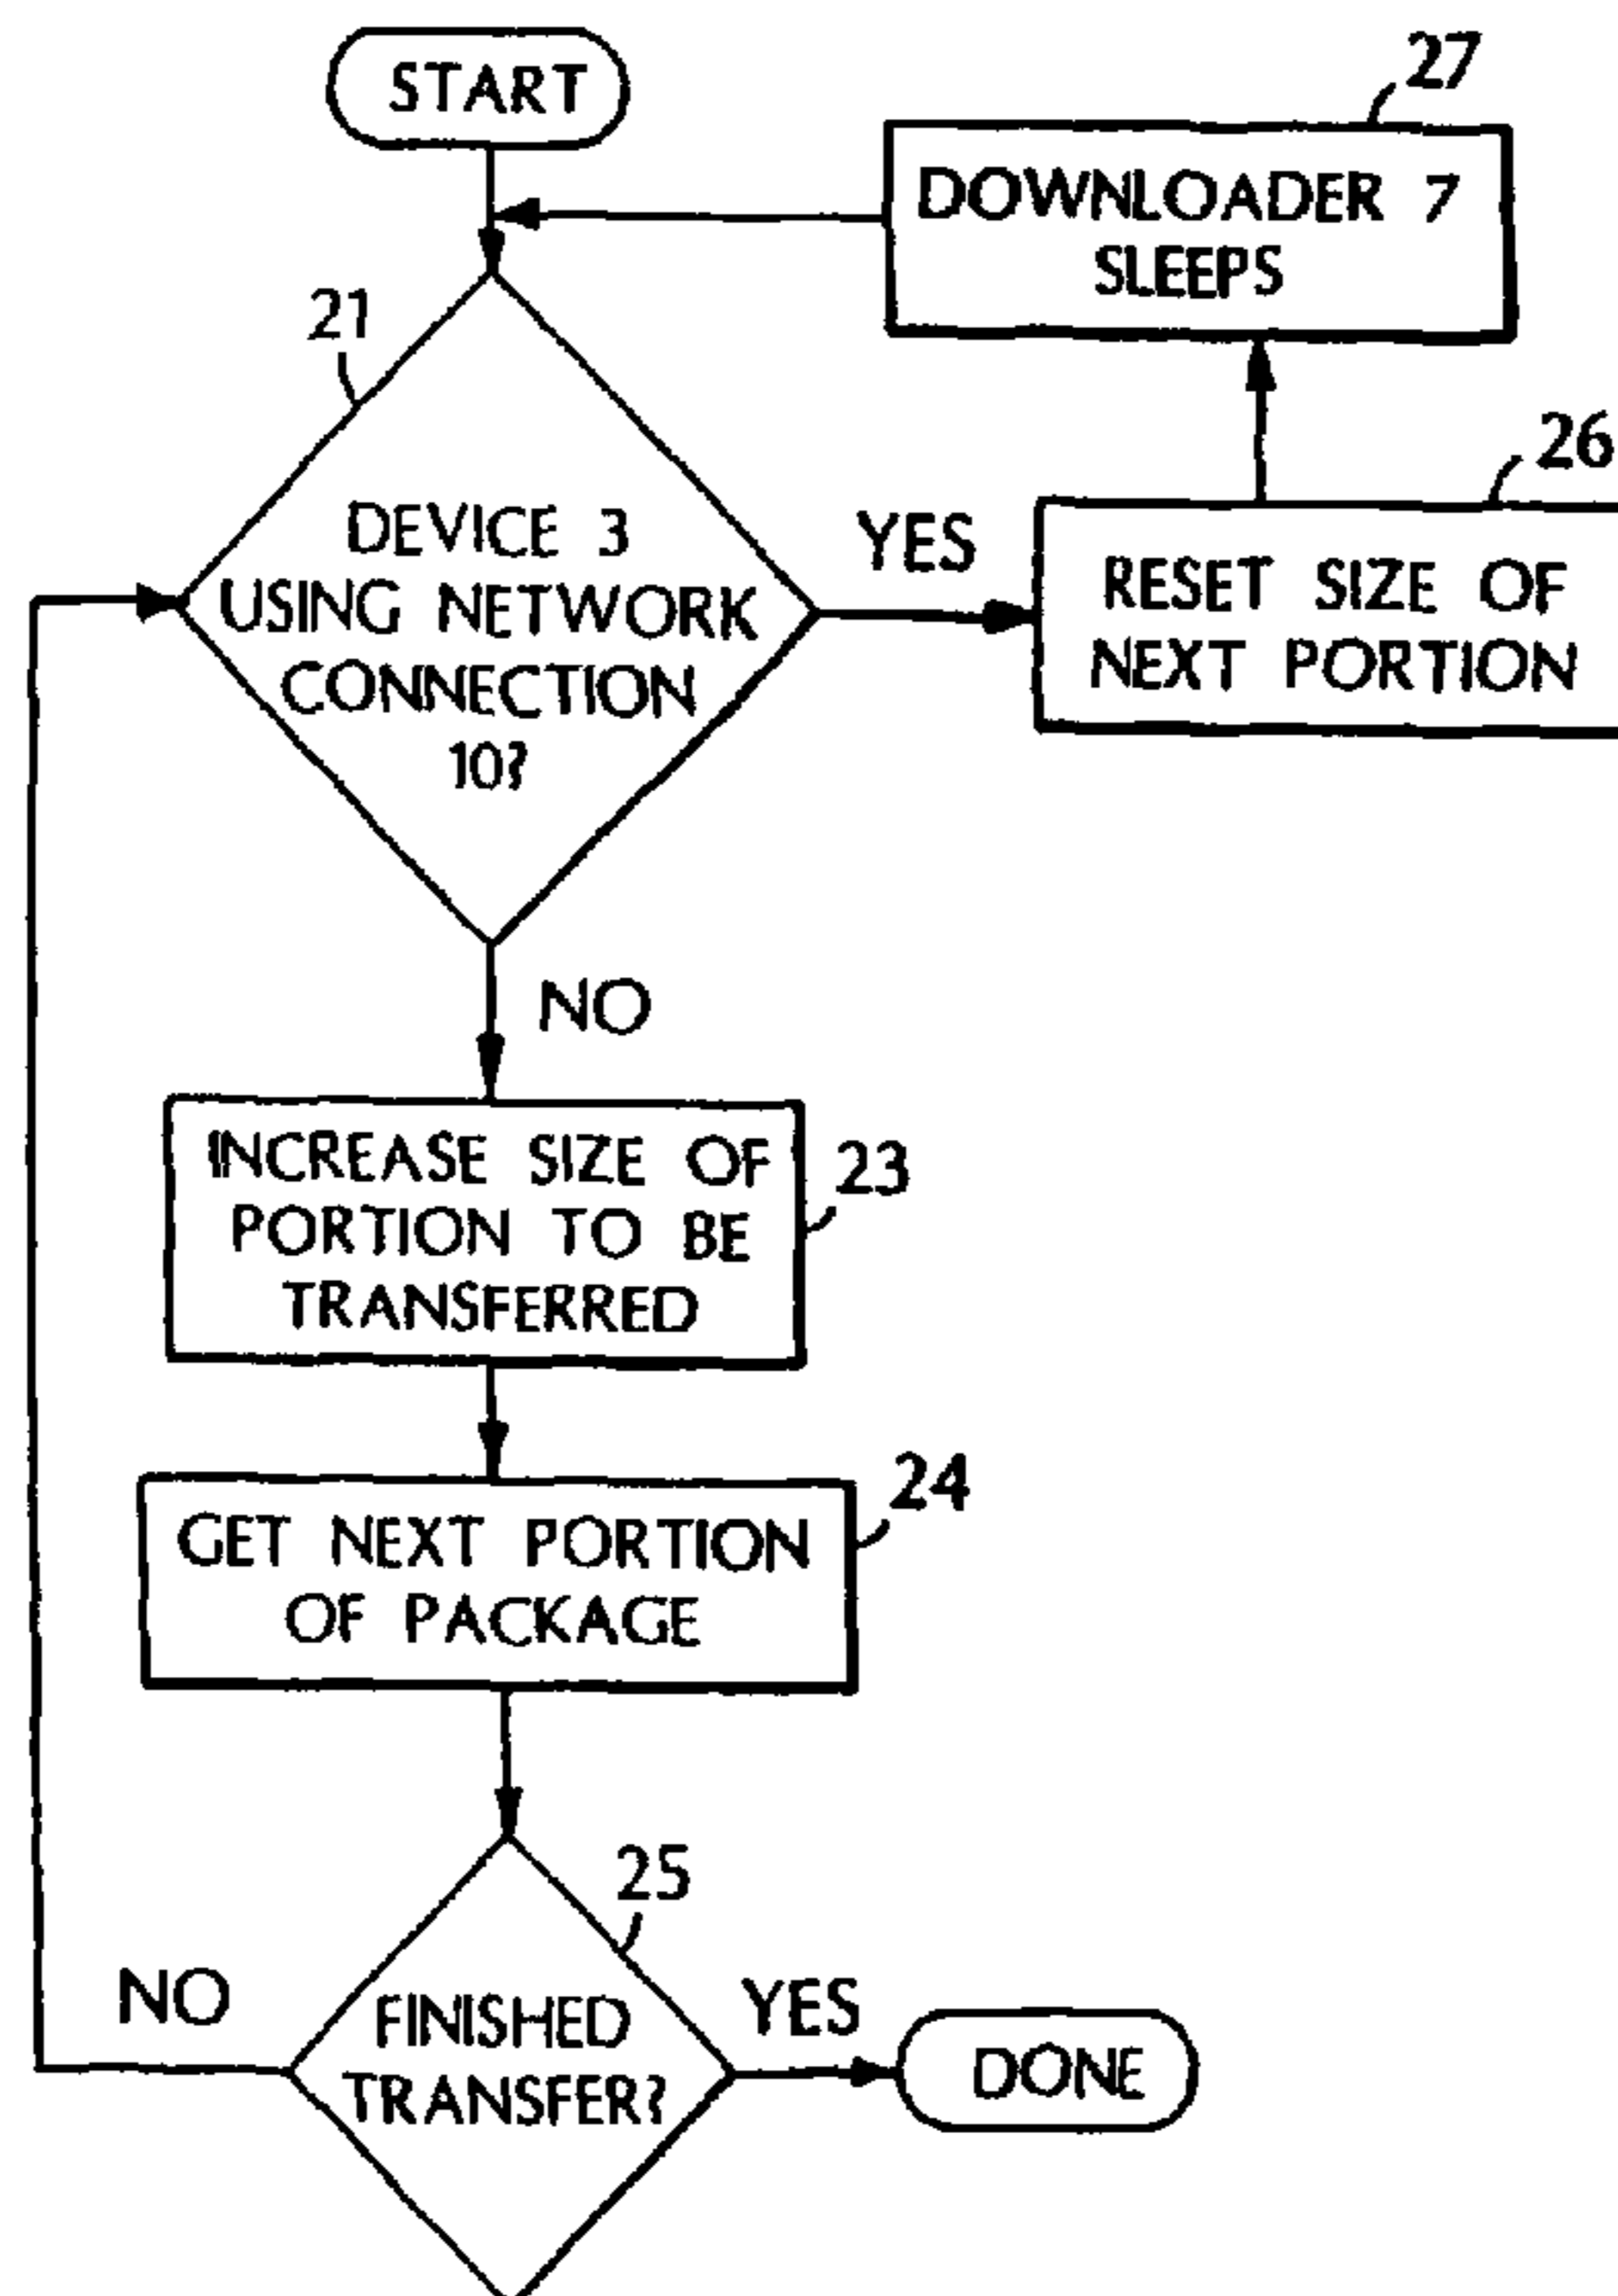 START
27
DOWNLOADER 7
SLEEPS
21
26
DEVICE 3
USING NETWORK
CONNECTION
10?
YES
RESET SIZE OF
NEXT PORTION
NO
INCREASE SIZE OF
PORTION TO BE
TRANSFERRED
23
GET NEXT PORTION
OF PACKAGE
24
25
NO
FINISHED
TRANSFER?
YES
DONE